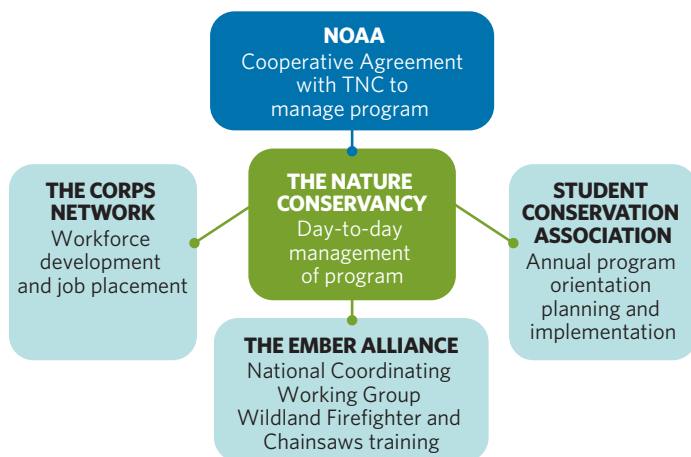 NOAA
Cooperative Agreement
with TNC to
manage program
THE CORPS
NETWORK
Workforce
development
and job placement
THE NATURE
CONSERVANCY
Day-to-day
management
of program
STUDENT
CONSERVATION
ASSOCIATION
Annual program
orientation
planning and
implementation
THE EMBER ALLIANCE
National Coordinating
Working Group
Wildland Firefighter and
Chainsaws training